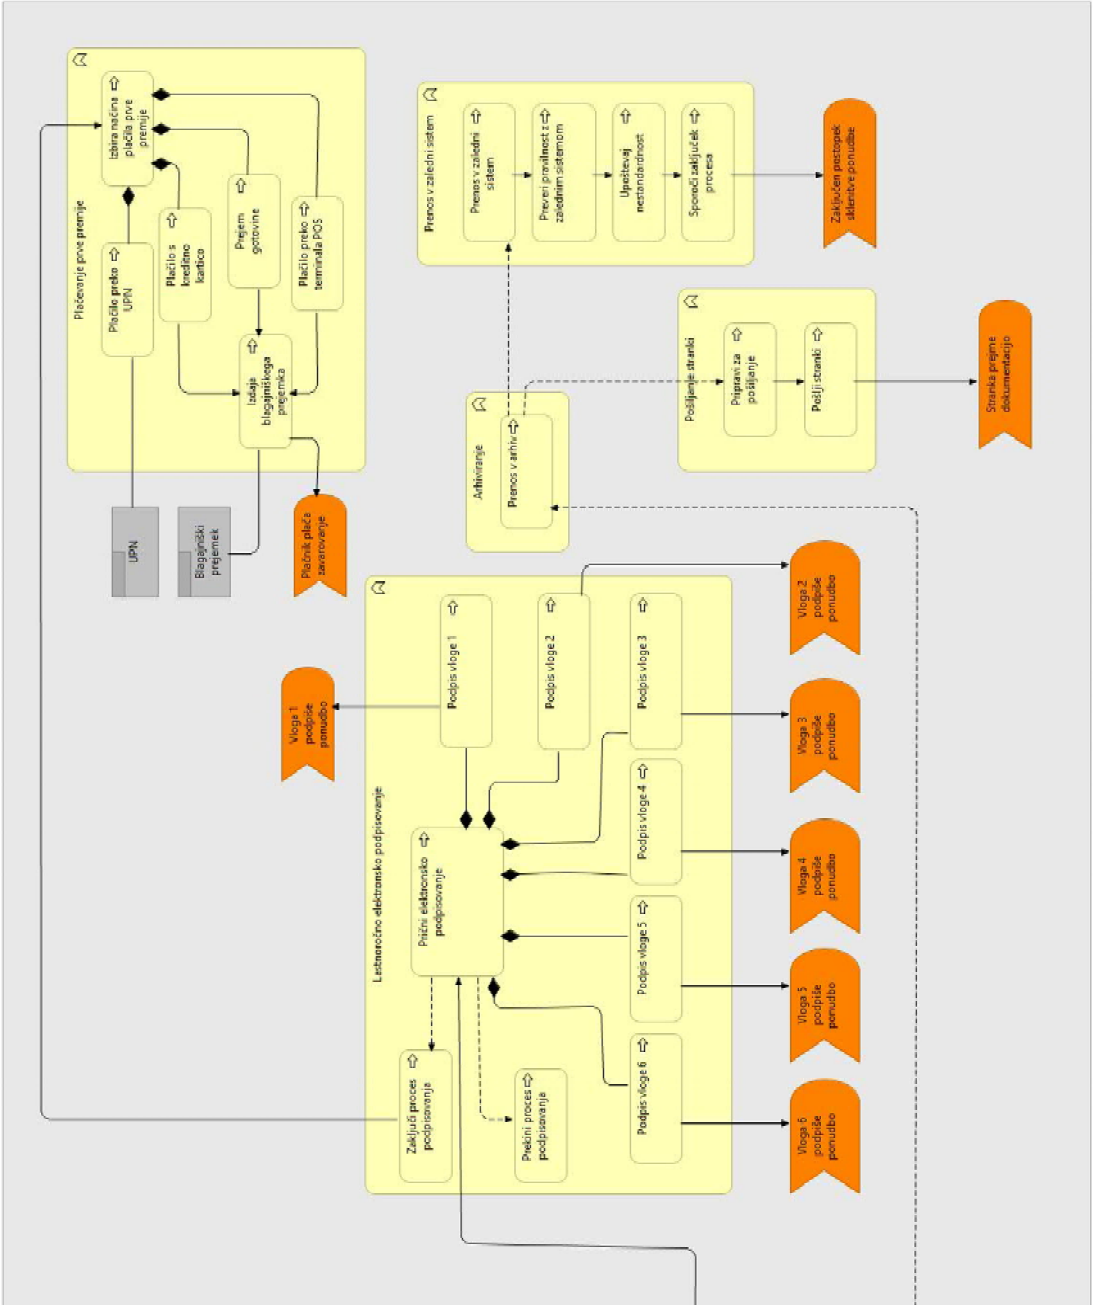 Plačevanje prve premije
Izbira načina
plačila prve
premije
Plačilo preko
UPN
Plačilo s
kreditno
kartico
Prejem
gotovine
Plačilo preko
terminala POS
Izdaja
blagajniškega
prejemka
UPN
Blagajniški
prejemek
Plačnik plača
zavarovanje
Prenos v zaledni sistem
Prenos v zaledni
sistem
Preveri pravilnost z
zalednim sistemom
Upoštevaj
nestandardnost
Sporoči zaključek
procesa
Zaključen postopek
sklenitve ponudbe
Pošiljanje stranki
Pripravi za
pošiljanje
Pošlji stranki
Stranka prejme
dokumentacijo
Arhiviranje
Prenos v arhiv
Lastnoročno elektronsko podpisovanje
Prični elektronsko
podpisovanje
Podpis vloge 1
Podpis vloge 2
Podpis vloge 3
Podpis vloge 4
Podpis vloge 5
Podpis vloge 6
Zaključi proces
podpisovanja
Prekini proces
podpisovanja
Vloga 1
podpiše
ponudbo
Vloga 2
podpiše
ponudbo
Vloga 3
podpiše
ponudbo
Vloga 4
podpiše
ponudbo
Vloga 5
podpiše
ponudbo
Vloga 6
podpiše
ponudbo